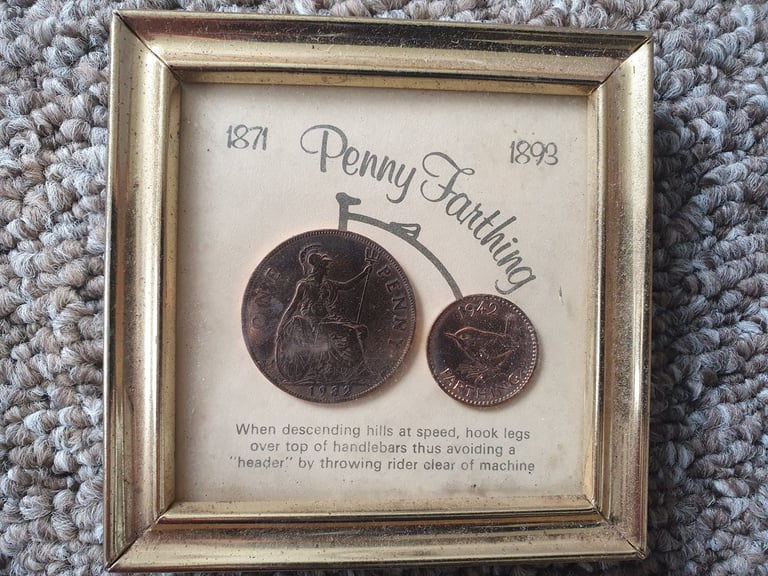 1871
1893
Penny Farthing
ONE PENNY
1932
FARTHING
When descending hills at speed, hook legs
over top of handlebars thus avoiding a
"header" by throwing rider clear of machine